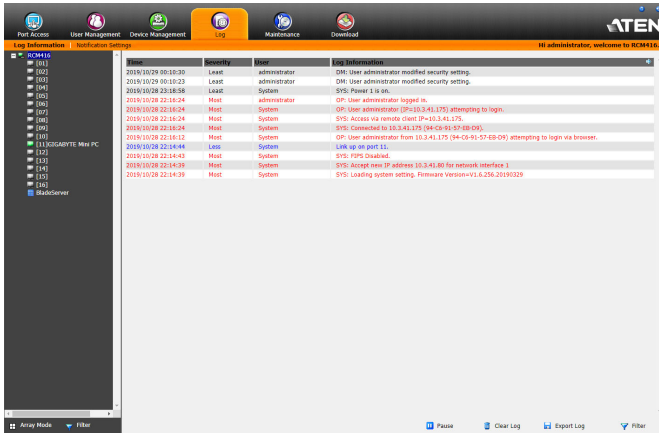 ATEN
Port Access User Management Device Management Log Maintenance Download
Log Information Notification Settings Hi administrator, welcome to RCM416.
RCM416
[01]
[02]
[03]
[04]
[05]
[06]
[07]
[08]
[09]
[10]
[11]GIGABYTE Mini PC
[12]
[13]
[14]
[15]
[16]
BladeServer
Time Severity User Log Information
2019/10/29 00:10:30 Least administrator DM: User administrator modified security setting.
2019/10/29 00:10:23 Least administrator DM: User administrator modified security setting.
2019/10/28 23:18:58 Least System SYS: Power 1 is on.
2019/10/28 22:16:24 Most administrator OP: User administrator logged in.
2019/10/28 22:16:24 Most System OP: User administrator (IP=10.3.41.175) attempting to login.
2019/10/28 22:16:24 Most System SYS: Access via remote client IP=10.3.41.175.
2019/10/28 22:16:24 Most System SYS: Connected to 10.3.41.175 (94-C6-91-57-EB-D9).
2019/10/28 22:16:12 Most System OP: User administrator from 10.3.41.175 (94-C6-91-57-EB-D9) attempting to login via browser.
2019/10/28 22:14:44 Less System Link up on port 11.
2019/10/28 22:14:43 Most System SYS: FIPS Disabled.
2019/10/28 22:14:39 Most System SYS: Accept new IP address 10.3.41.80 for network interface 1
2019/10/28 22:14:39 Most System SYS: Loading system setting. Firmware Version=V1.6.256.20190329
Array Mode Filter Pause Clear Log Export Log Filter